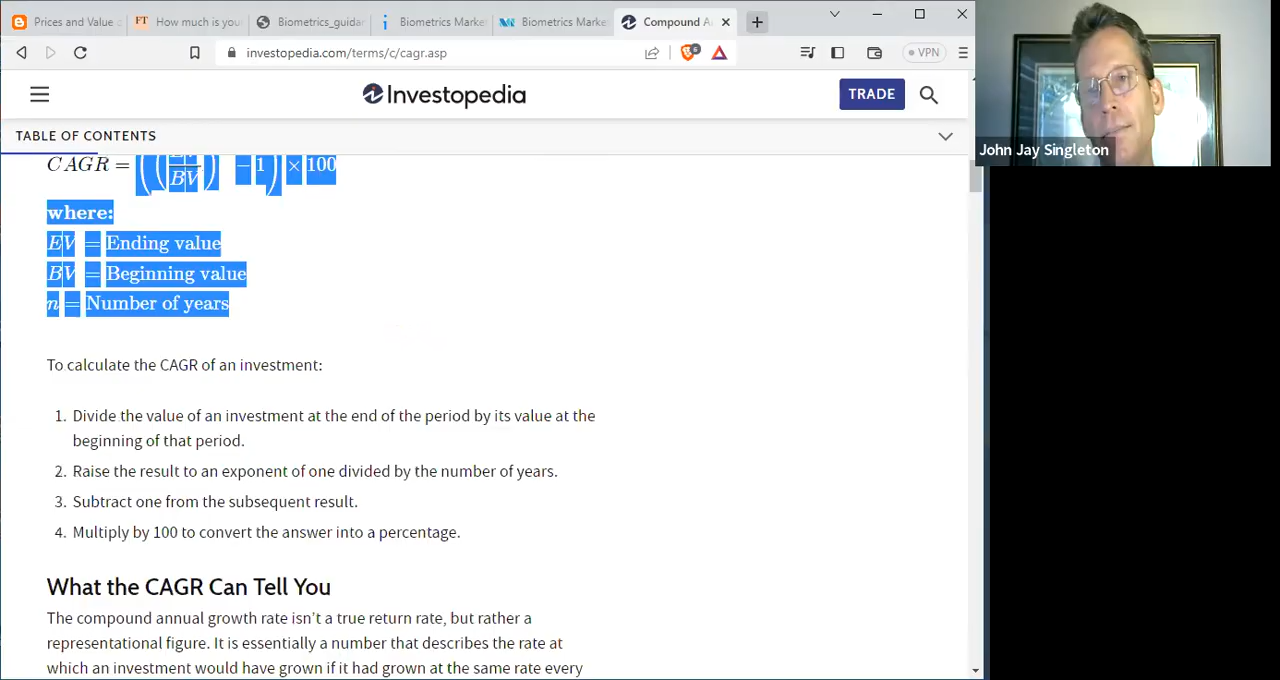 Prices and Value o
FT How much is you
Biometrics_guidan
Biometrics Marke
Biometrics Marke
Compound A
investopedia.com/terms/c/cagr.asp
6
VPN
Investopedia
TRADE
TABLE OF CONTENTS
CAGR = ((BV) − 1) × 100
where:
EV = Ending value
BV = Beginning value
n = Number of years
To calculate the CAGR of an investment:
1. Divide the value of an investment at the end of the period by its value at the
beginning of that period.
2. Raise the result to an exponent of one divided by the number of years.
3. Subtract one from the subsequent result.
4. Multiply by 100 to convert the answer into a percentage.
What the CAGR Can Tell You
The compound annual growth rate isn't a true return rate, but rather a
representational figure. It is essentially a number that describes the rate at
which an investment would have grown if it had grown at the same rate every
John Jay Singleton